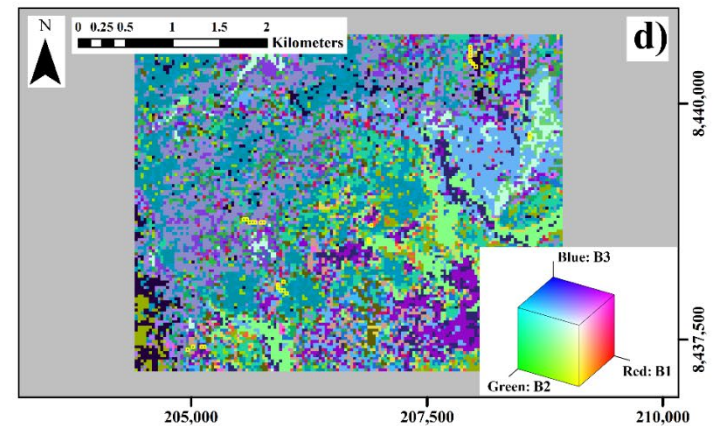 N
0 0.25 0.5 1 1.5 2
Kilometers
d)
8,440,000
Blue: B3
Red: B1
Green: B2
8,437,500
205,000 207,500 210,000